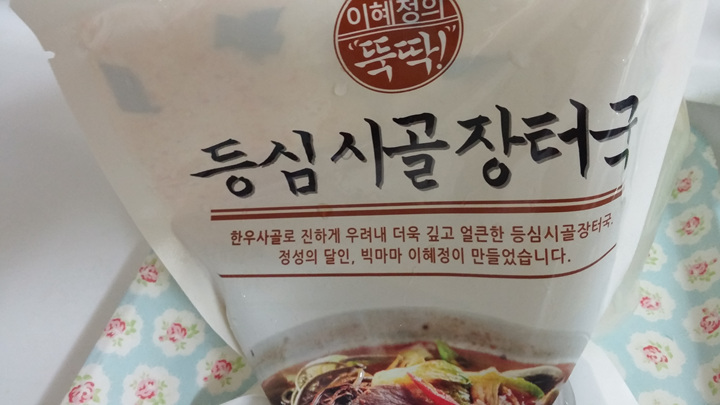 이혜정의
"뚝딱!"
등심 시골 장터국
한우사골로 진하게 우려내 더욱 깊고 얼큰한 등심시골장터국.
정성의 달인, 빅마마 이혜정이 만들었습니다.